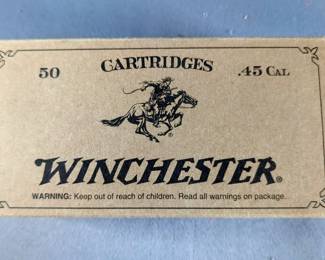 CARTRIDGES
50 .45 CAL
WINCHESTER®
WARNING: Keep out of reach of children. Read all warnings on package.